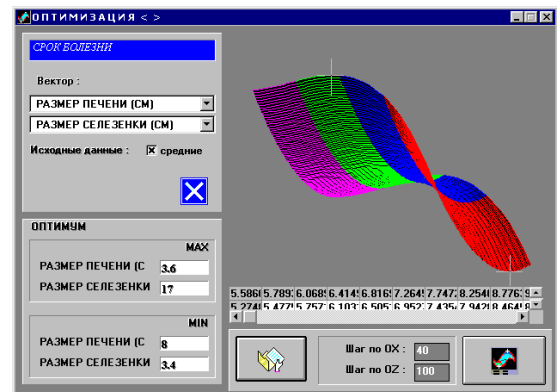 ОПТИМИЗАЦИЯ < >
СРОК БОЛЕЗНИ
Вектор :
РАЗМЕР ПЕЧЕНИ (СМ)
РАЗМЕР СЕЛЕЗЕНКИ (СМ)
Исходные данные : средние
ОПТИМУМ
MAX
РАЗМЕР ПЕЧЕНИ (С 3.6
РАЗМЕР СЕЛЕЗЕНКИ 17
MIN
РАЗМЕР ПЕЧЕНИ (С 8
РАЗМЕР СЕЛЕЗЕНКИ 3.4
Шаг по OX : 40
Шаг по OZ : 100